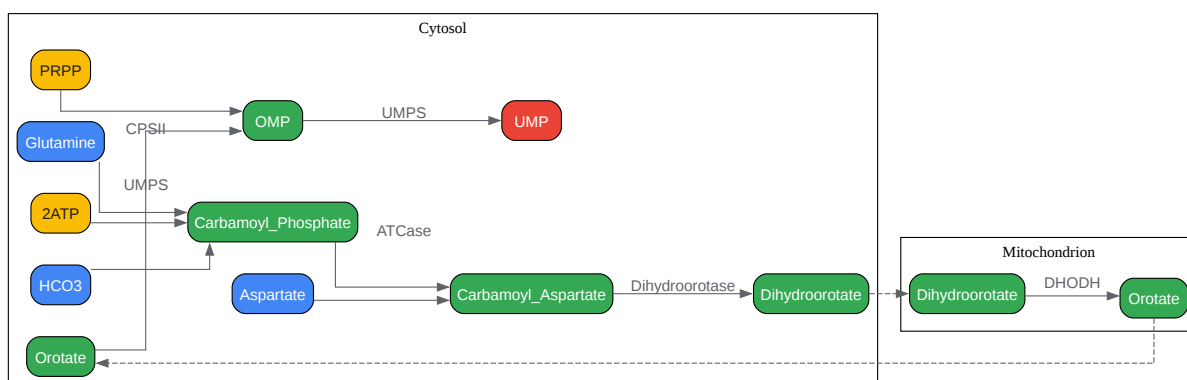 Cytosol
PRPP
CPSII
OMP
UMPS
UMP
Glutamine
UMPS
2ATP
Carbamoyl_Phosphate
ATCase
HCO3
Aspartate
Carbamoyl_Aspartate
Dihydroorotase
Dihydroorotate
Orotate
Mitochondrion
Dihydroorotate
DHODH
Orotate